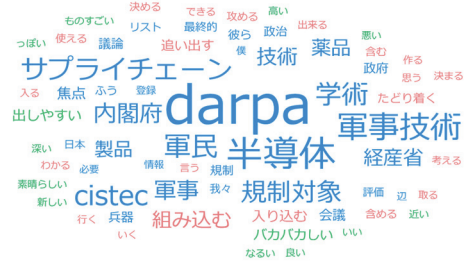 決める できる 攻める 高い
ものすごい 最終的 彼ら 政治 出来る
っぽい 使える リスト 追い出す 僕 薬品 悪い
議論 技術 含む 作る
サプライチェーン 政府 思う 決まる
入る 焦点 ふう 登録 darpa 学術 たどり着く
出しやすい 内閣府 軍事技術
深い 日本 製品 軍民 半導体 経産省 考える
わかる 必要 情報 言う 規制
素晴らしい cistec 軍事 我々 規制対象 評価 辺 取る
新しい 兵器 組み込む 入り込む 会議 含める 近い
行く いく バカバカしい いい
なるい 良い